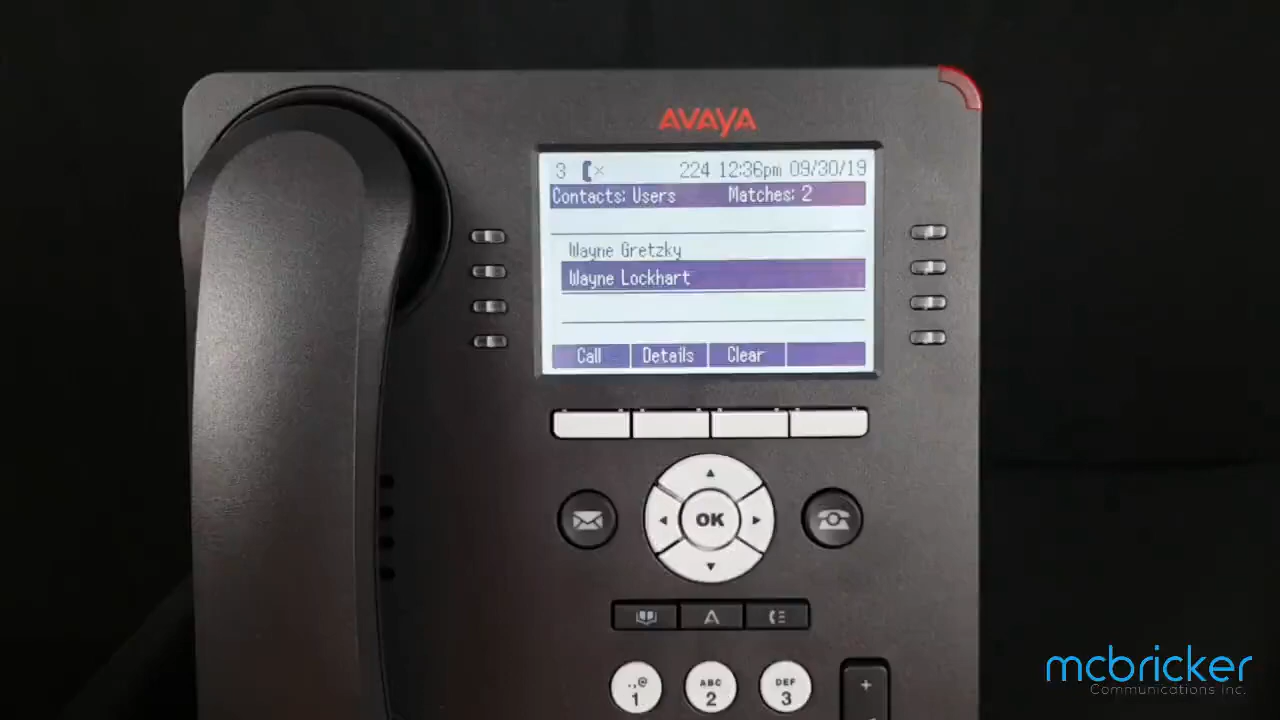 AVAYA
3 224 12:36pm 09/30/19
Contacts: Users Matches: 2
Wayne Gretzky
Wayne Lockhart
Call Details Clear
OK
A
.,@ ABC DEF
1 2 3
+
mcbricker
Communications Inc.